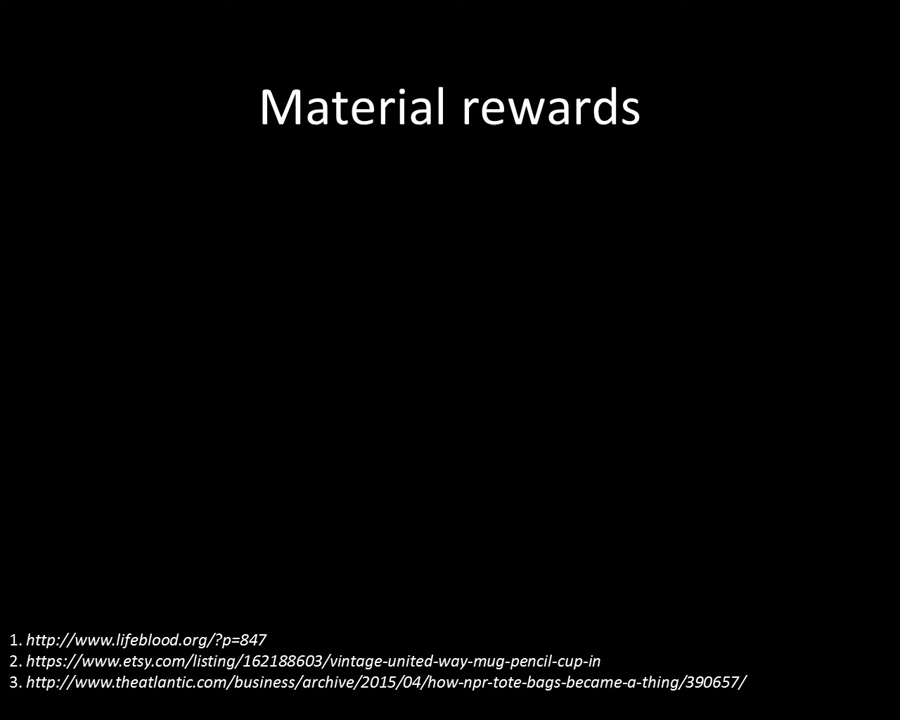 Material rewards
1. http://www.lifeblood.org/?p=847
2. https://www.etsy.com/listing/162188603/vintage-united-way-mug-pencil-cup-in
3. http://www.theatlantic.com/business/archive/2015/04/how-npr-tote-bags-became-a-thing/390657/